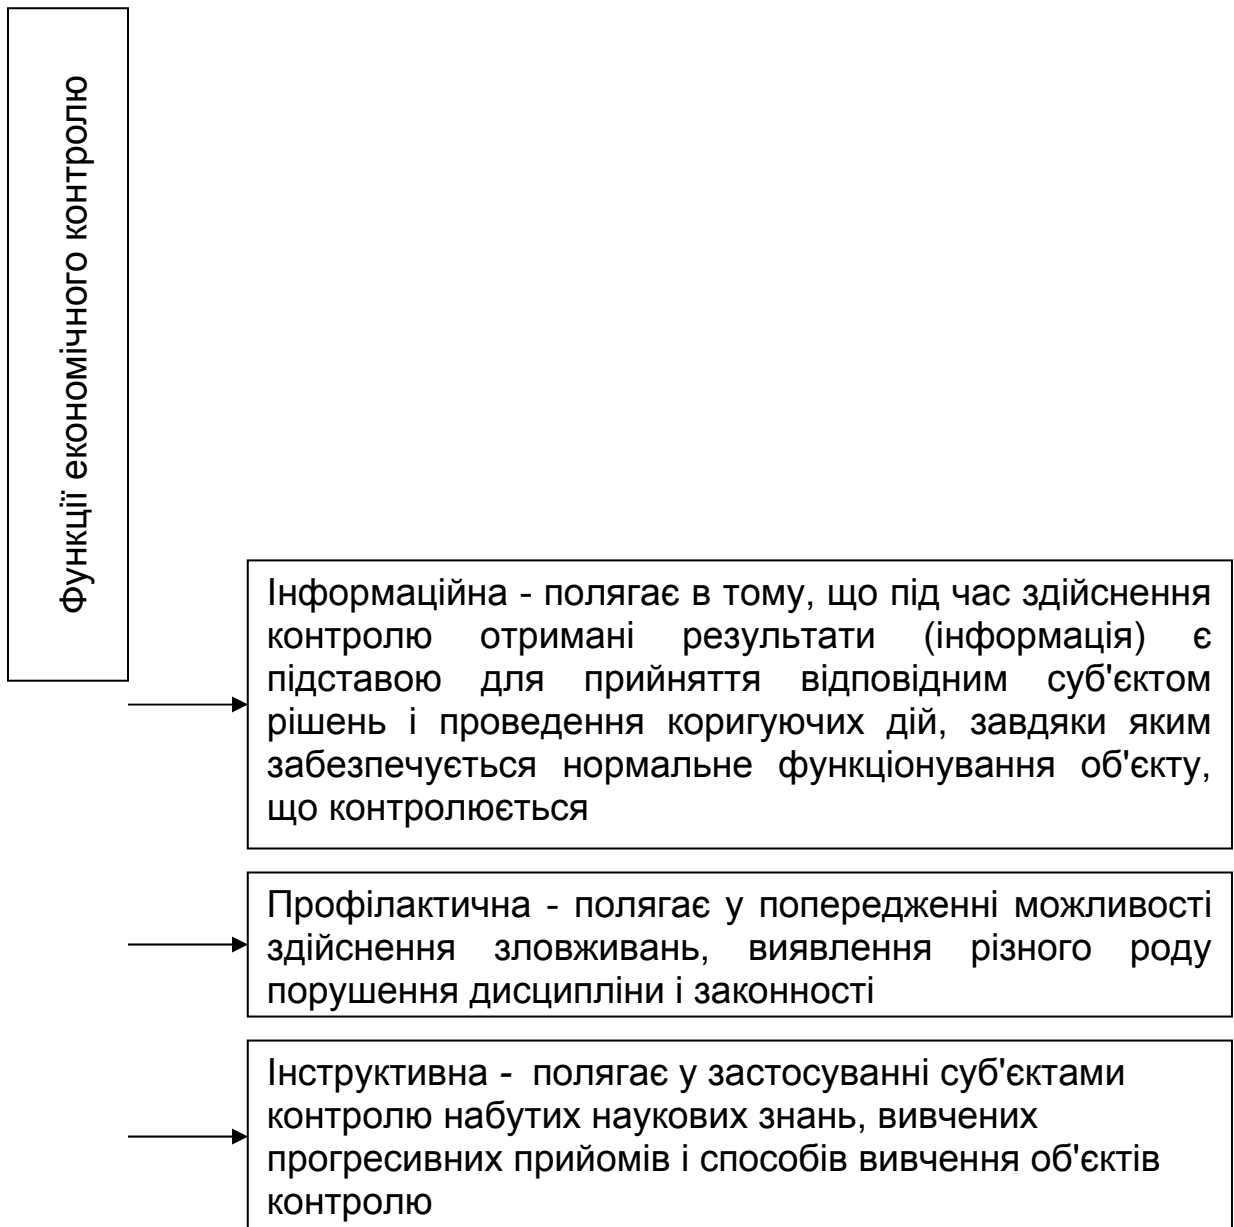 Функції економічного контролю
Інформаційна - полягає в тому, що під час здійснення
контролю отримані результати (інформація) є
підставою для прийняття відповідним суб'єктом
рішень і проведення коригуючих дій, завдяки яким
забезпечується нормальне функціонування об'єкту,
що контролюється
Профілактична - полягає у попередженні можливості
здійснення зловживань, виявлення різного роду
порушення дисципліни і законності
Інструктивна - полягає у застосуванні суб'єктами
контролю набутих наукових знань, вивчених
прогресивних прийомів і способів вивчення об'єктів
контролю